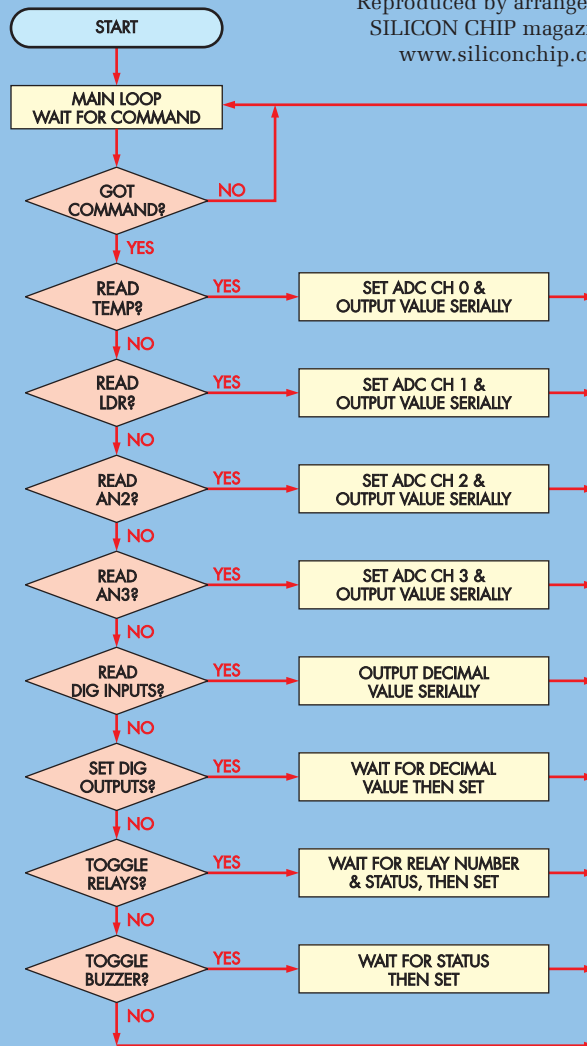 Reproduced by
SILICON CHIP
START
MAIN LOOP
WAIT FOR COMMAND
GOT
COMMAND?
NO
YES
READ
TEMP?
YES
SET ADC CH 0 &
OUTPUT VALUE SERIALLY
NO
READ
LDR?
YES
SET ADC CH 1 &
OUTPUT VALUE SERIALLY
NO
READ
AN2?
YES
SET ADC CH 2 &
OUTPUT VALUE SERIALLY
NO
READ
AN3?
YES
SET ADC CH 3 &
OUTPUT VALUE SERIALLY
NO
READ
DIG INPUTS?
YES
OUTPUT DECIMAL
VALUE SERIALLY
NO
SET DIG
OUTPUTS?
YES
WAIT FOR DECIMAL
VALUE THEN SET
NO
TOGGLE
RELAYS?
YES
WAIT FOR RELAY NUMBER
& STATUS, THEN SET
NO
TOGGLE
BUZZER?
YES
WAIT FOR STATUS
THEN SET
NO